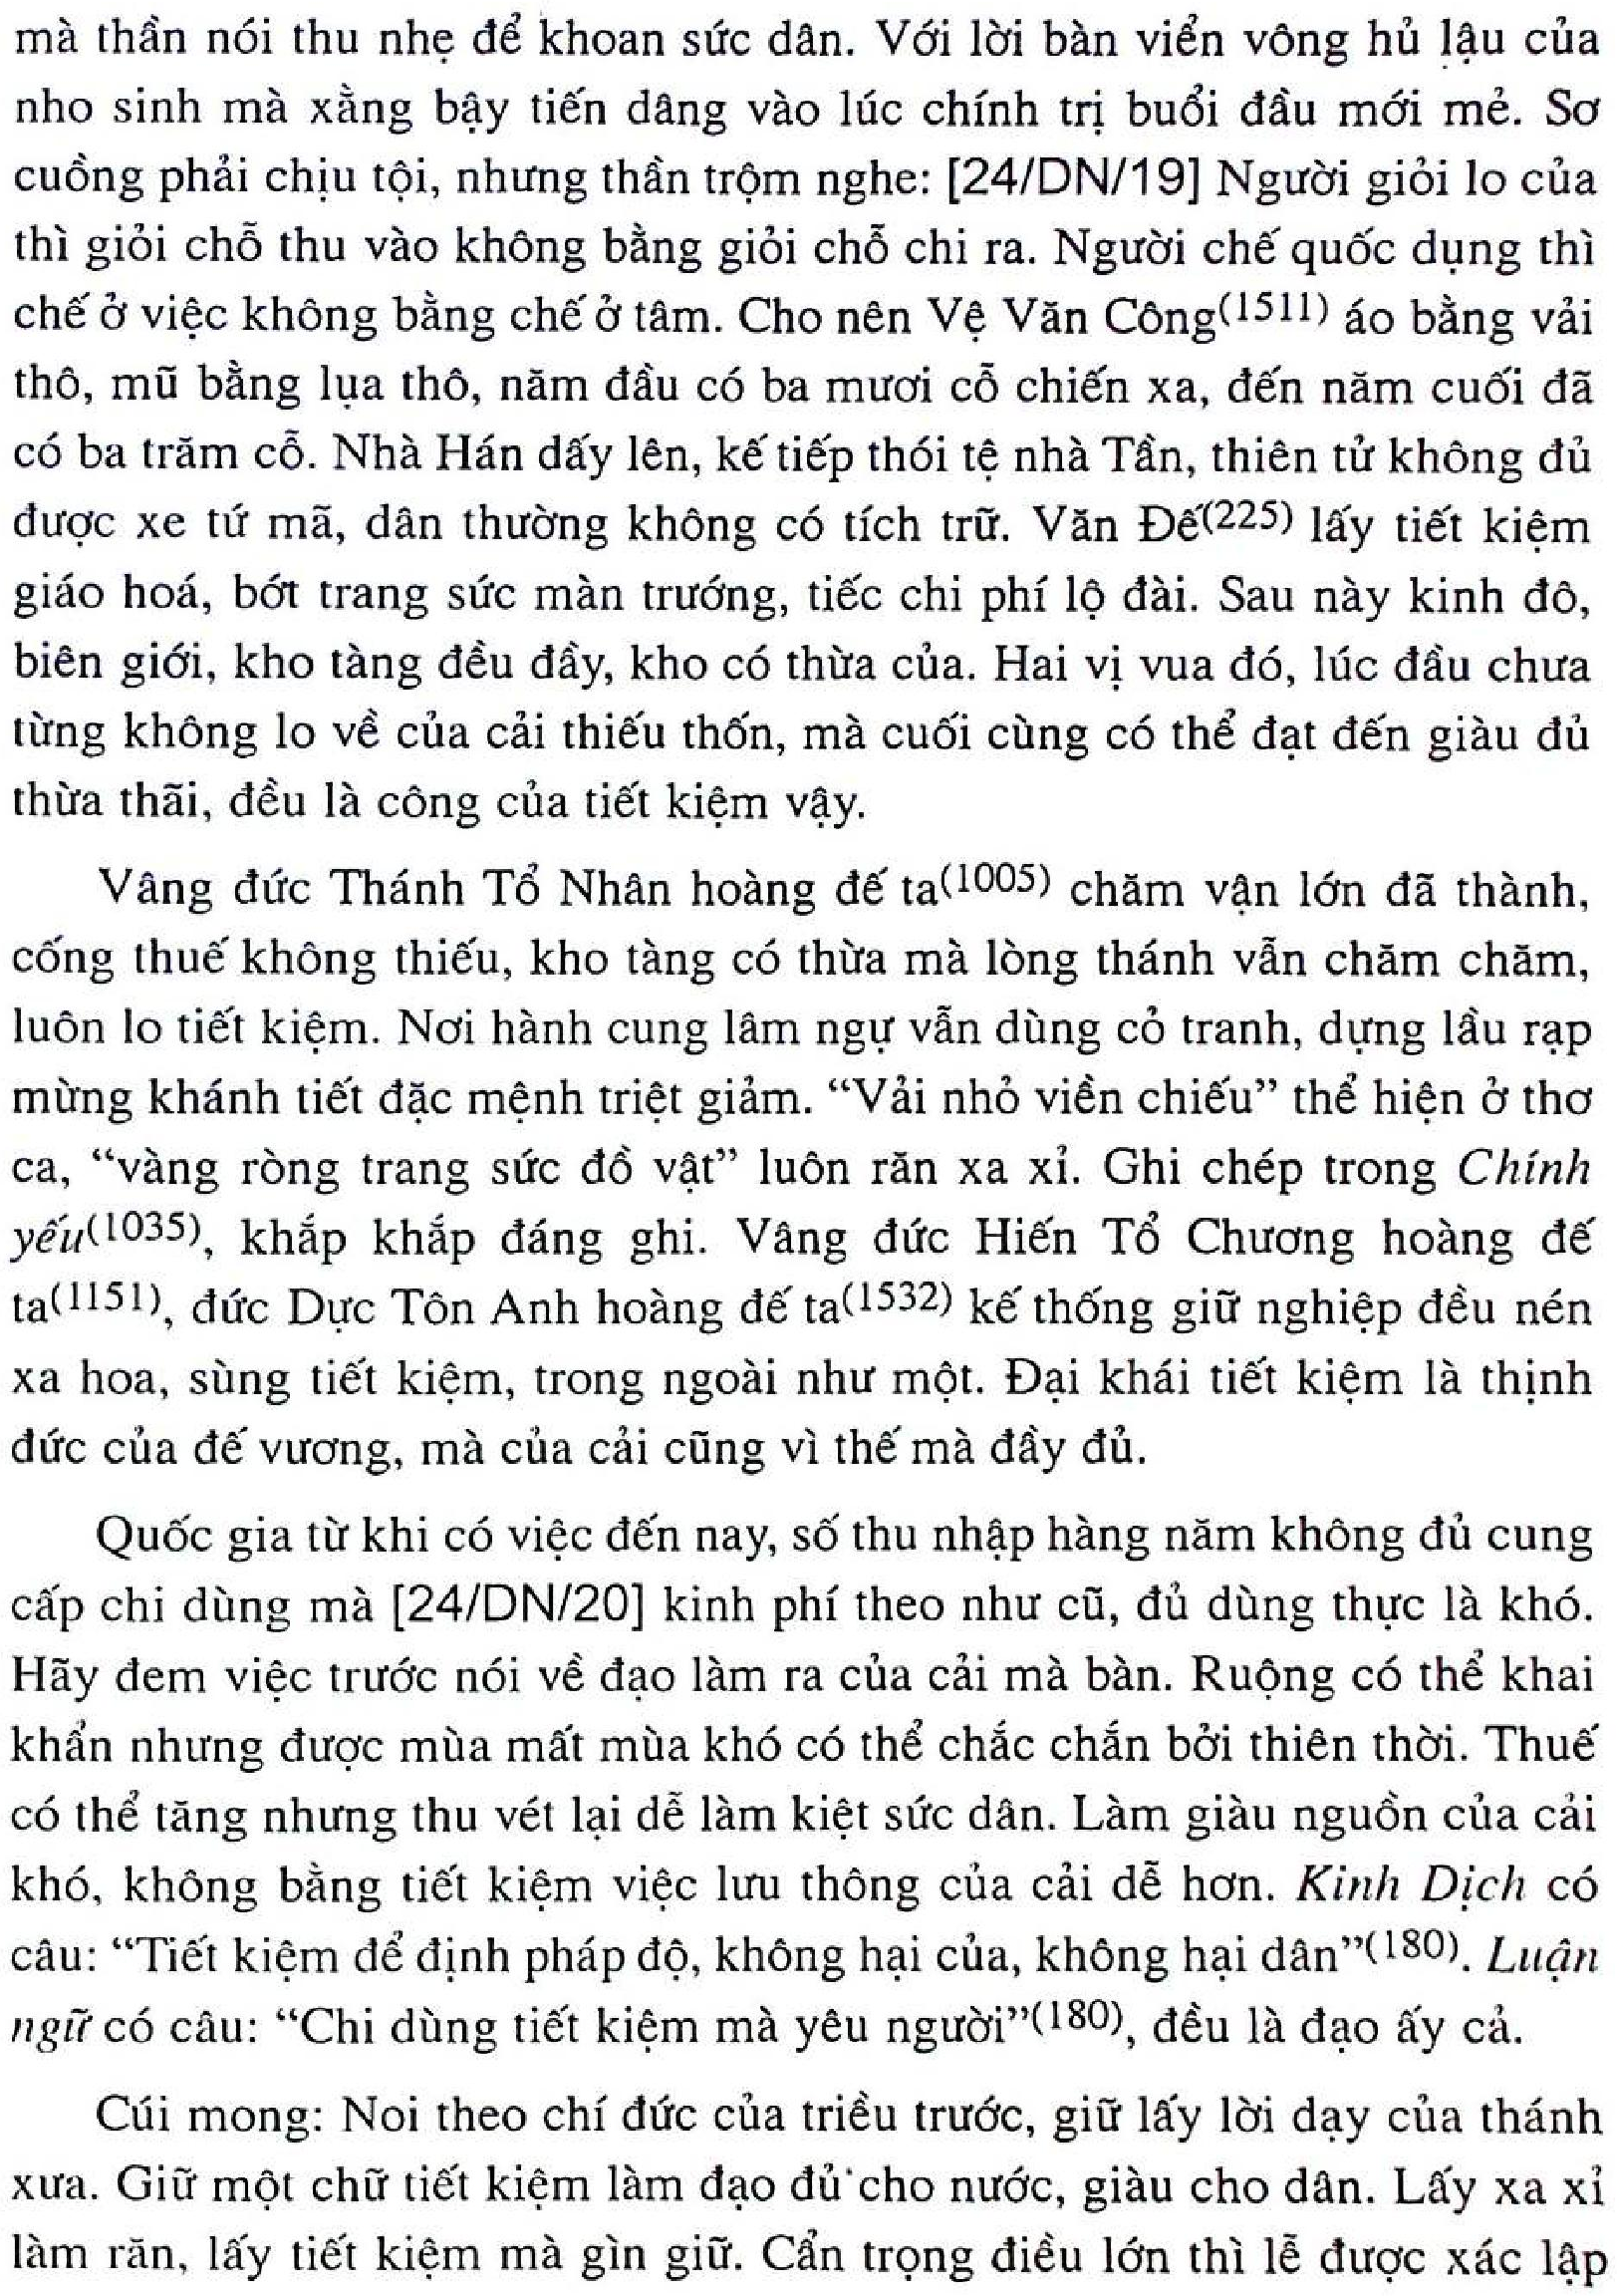 mà thần nói thu nhẹ để khoan sức dân. Với lời bàn viển vông hủ lậu của
nho sinh mà xằng bậy tiến dâng vào lúc chính trị buổi đầu mới mẻ. Sơ
cuồng phải chịu tội, nhưng thần trộm nghe: [24/DN/19] Người giỏi lo của
thì giỏi chỗ thu vào không bằng giỏi chỗ chi ra. Người chế quốc dụng thì
chế ở việc không bằng chế ở tâm. Cho nên Vệ Văn Công(1511) áo bằng vải
thô, mũ bằng lụa thô, năm đầu có ba mươi cỗ chiến xa, đến năm cuối đã
có ba trăm cỗ. Nhà Hán dấy lên, kế tiếp thói tệ nhà Tần, thiên tử không đủ
được xe tứ mã, dân thường không có tích trữ. Văn Đế(225) lấy tiết kiệm
giáo hoá, bớt trang sức màn trướng, tiếc chi phí lộ đài. Sau này kinh đô,
biên giới, kho tàng đều đầy, kho có thừa của. Hai vị vua đó, lúc đầu chưa
từng không lo về của cải thiếu thốn, mà cuối cùng có thể đạt đến giàu đủ
thừa thãi, đều là công của tiết kiệm vậy.
Vâng đức Thánh Tổ Nhân hoàng đế ta(1005) chăm vận lớn đã thành,
cống thuế không thiếu, kho tàng có thừa mà lòng thánh vẫn chăm chăm,
luôn lo tiết kiệm. Nơi hành cung lâm ngự vẫn dùng cỏ tranh, dựng lầu rạp
mừng khánh tiết đặc mệnh triệt giảm. “Vải nhỏ viền chiếu” thể hiện ở thơ
ca, “vàng ròng trang sức đồ vật” luôn răn xa xỉ. Ghi chép trong Chính
yếu(1035), khắp khắp đáng ghi. Vâng đức Hiến Tổ Chương hoàng đế
ta(1151), đức Dực Tôn Anh hoàng đế ta(1532) kế thống giữ nghiệp đều nén
xa hoa, sùng tiết kiệm, trong ngoài như một. Đại khái tiết kiệm là thịnh
đức của đế vương, mà của cải cũng vì thế mà đầy đủ.
Quốc gia từ khi có việc đến nay, số thu nhập hàng năm không đủ cung
cấp chi dùng mà [24/DN/20] kinh phí theo như cũ, đủ dùng thực là khó.
Hãy đem việc trước nói về đạo làm ra của cải mà bàn. Ruộng có thể khai
khẩn nhưng được mùa mất mùa khó có thể chắc chắn bởi thiên thời. Thuế
có thể tăng nhưng thu vét lại dễ làm kiệt sức dân. Làm giàu nguồn của cải
khó, không bằng tiết kiệm việc lưu thông của cải dễ hơn. Kinh Dịch có
câu: “Tiết kiệm để định pháp độ, không hại của, không hại dân”(180). Luận
ngữ có câu: “Chi dùng tiết kiệm mà yêu người”(180), đều là đạo ấy cả.
Cúi mong: Noi theo chí đức của triều trước, giữ lấy lời dạy của thánh
xưa. Giữ một chữ tiết kiệm làm đạo đủ cho nước, giàu cho dân. Lấy xa xỉ
làm răn, lấy tiết kiệm mà gìn giữ. Cẩn trọng điều lớn thì lễ được xác lập